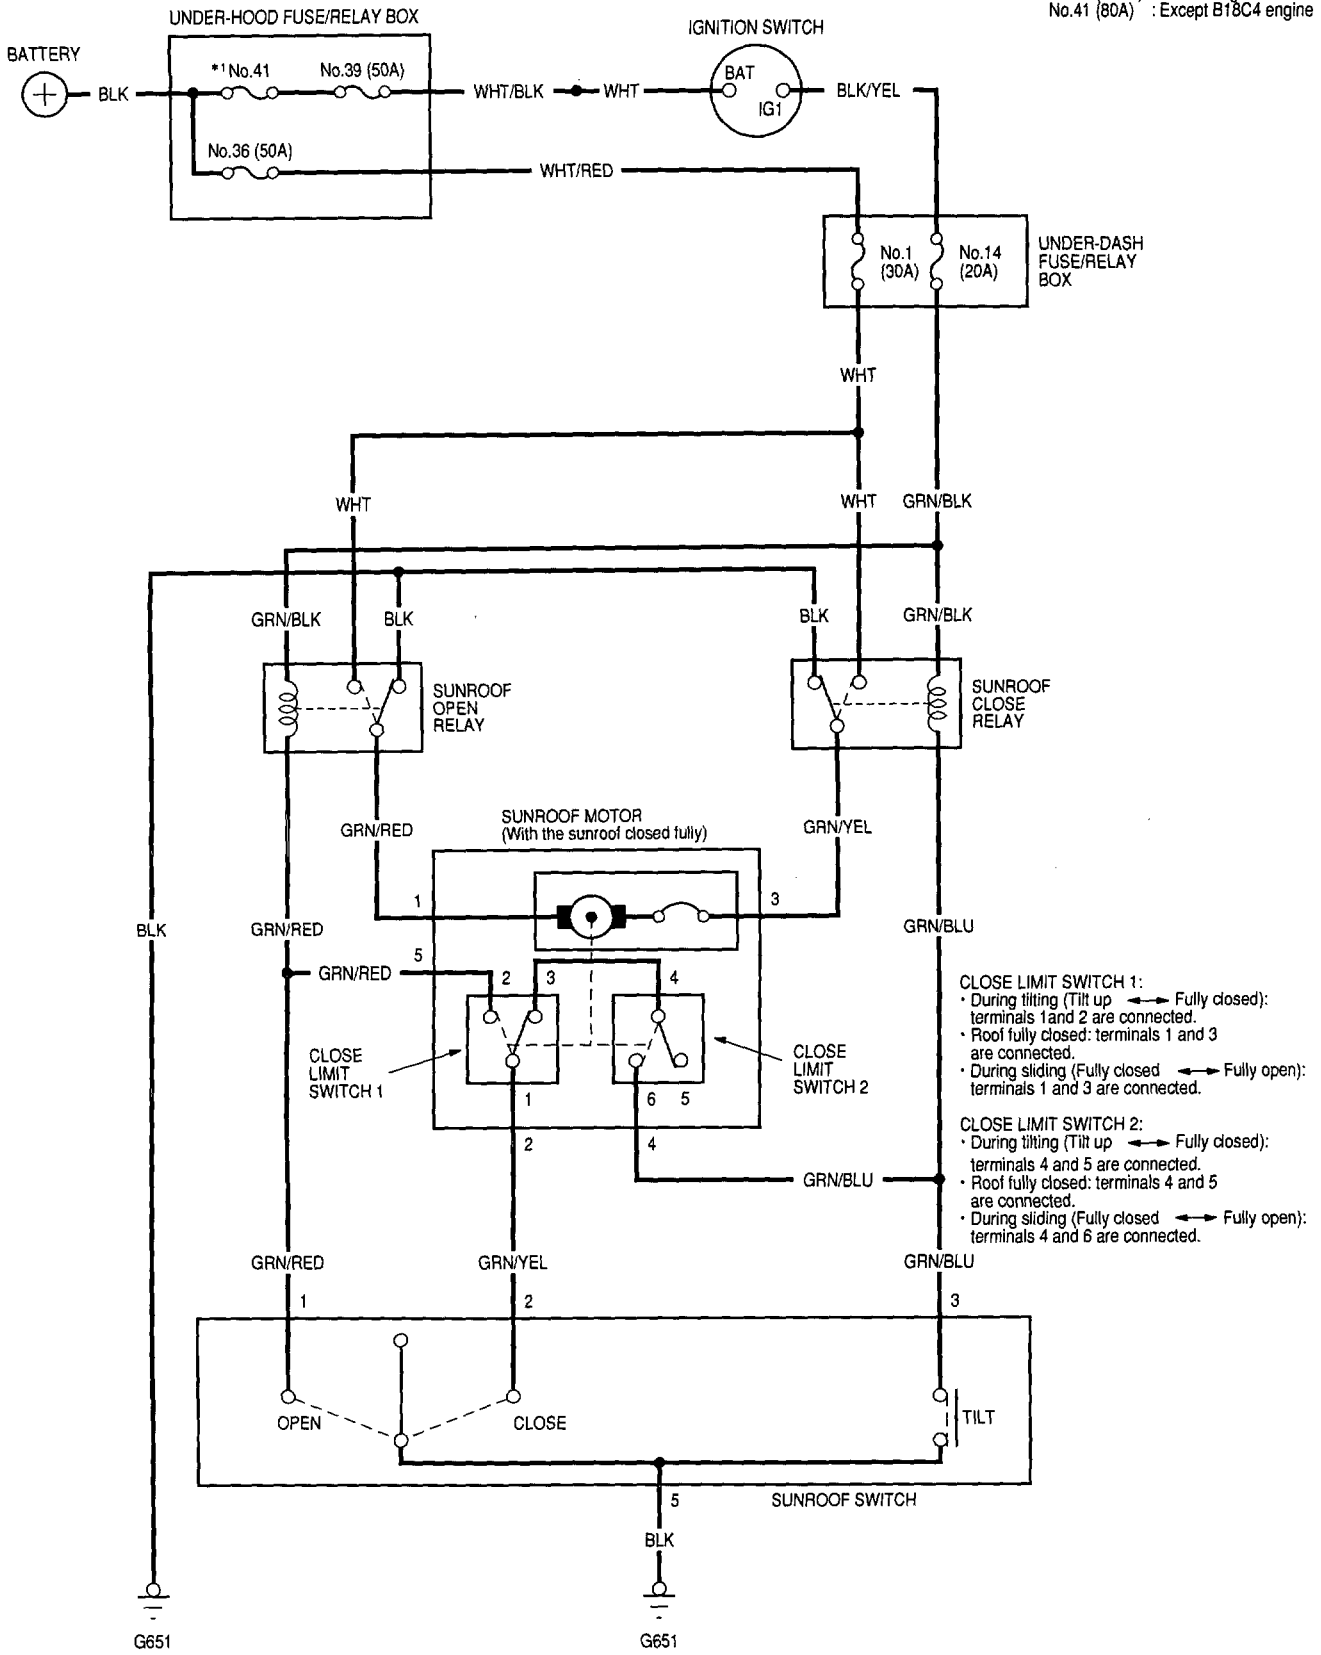 No.41 (80A) : Except B18C4 engine
UNDER-HOOD FUSE/RELAY BOX
IGNITION SWITCH
BATTERY
*1No.41
No.39 (50A)
BAT
BLK
WHT/BLK
WHT
IG1
BLK/YEL
No.36 (50A)
WHT/RED
No.1
(30A)
No.14
(20A)
UNDER-DASH
FUSE/RELAY
BOX
WHT
WHT
WHT
GRN/BLK
GRN/BLK
BLK
BLK
GRN/BLK
SUNROOF
OPEN
RELAY
SUNROOF
CLOSE
RELAY
SUNROOF MOTOR
(With the sunroof closed fully)
GRN/RED
GRN/YEL
1
3
BLK
GRN/RED
GRN/BLU
5
GRN/RED
2
3
4
CLOSE
LIMIT
SWITCH 1
CLOSE
LIMIT
SWITCH 2
1
6
5
2
4
GRN/BLU
CLOSE LIMIT SWITCH 1:
· During tilting (Tilt up ◄─► Fully closed):
terminals 1and 2 are connected.
· Roof fully closed: terminals 1 and 3
are connected.
· During sliding (Fully closed ◄─► Fully open):
terminals 1 and 3 are connected.
CLOSE LIMIT SWITCH 2:
· During tilting (Tilt up ◄─► Fully closed):
terminals 4 and 5 are connected.
· Roof fully closed: terminals 4 and 5
are connected.
· During sliding (Fully closed ◄─► Fully open):
terminals 4 and 6 are connected.
GRN/RED
GRN/YEL
GRN/BLU
1
2
3
OPEN
CLOSE
TILT
5
SUNROOF SWITCH
BLK
G651
G651